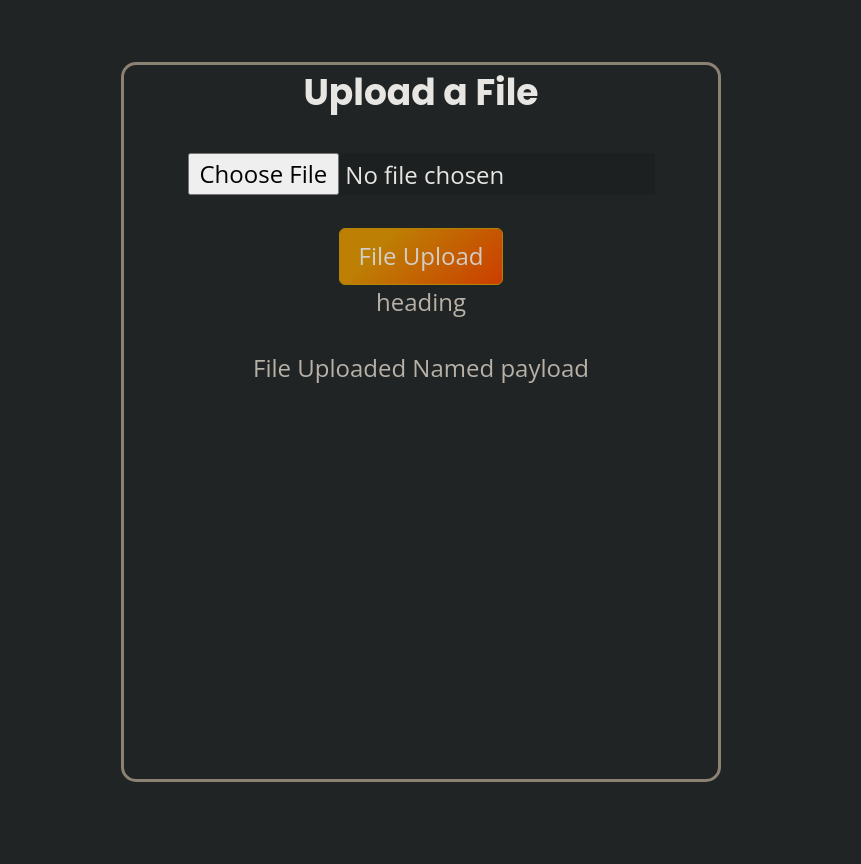 Upload a File
Choose File No file chosen
File Upload
heading
File Uploaded Named payload